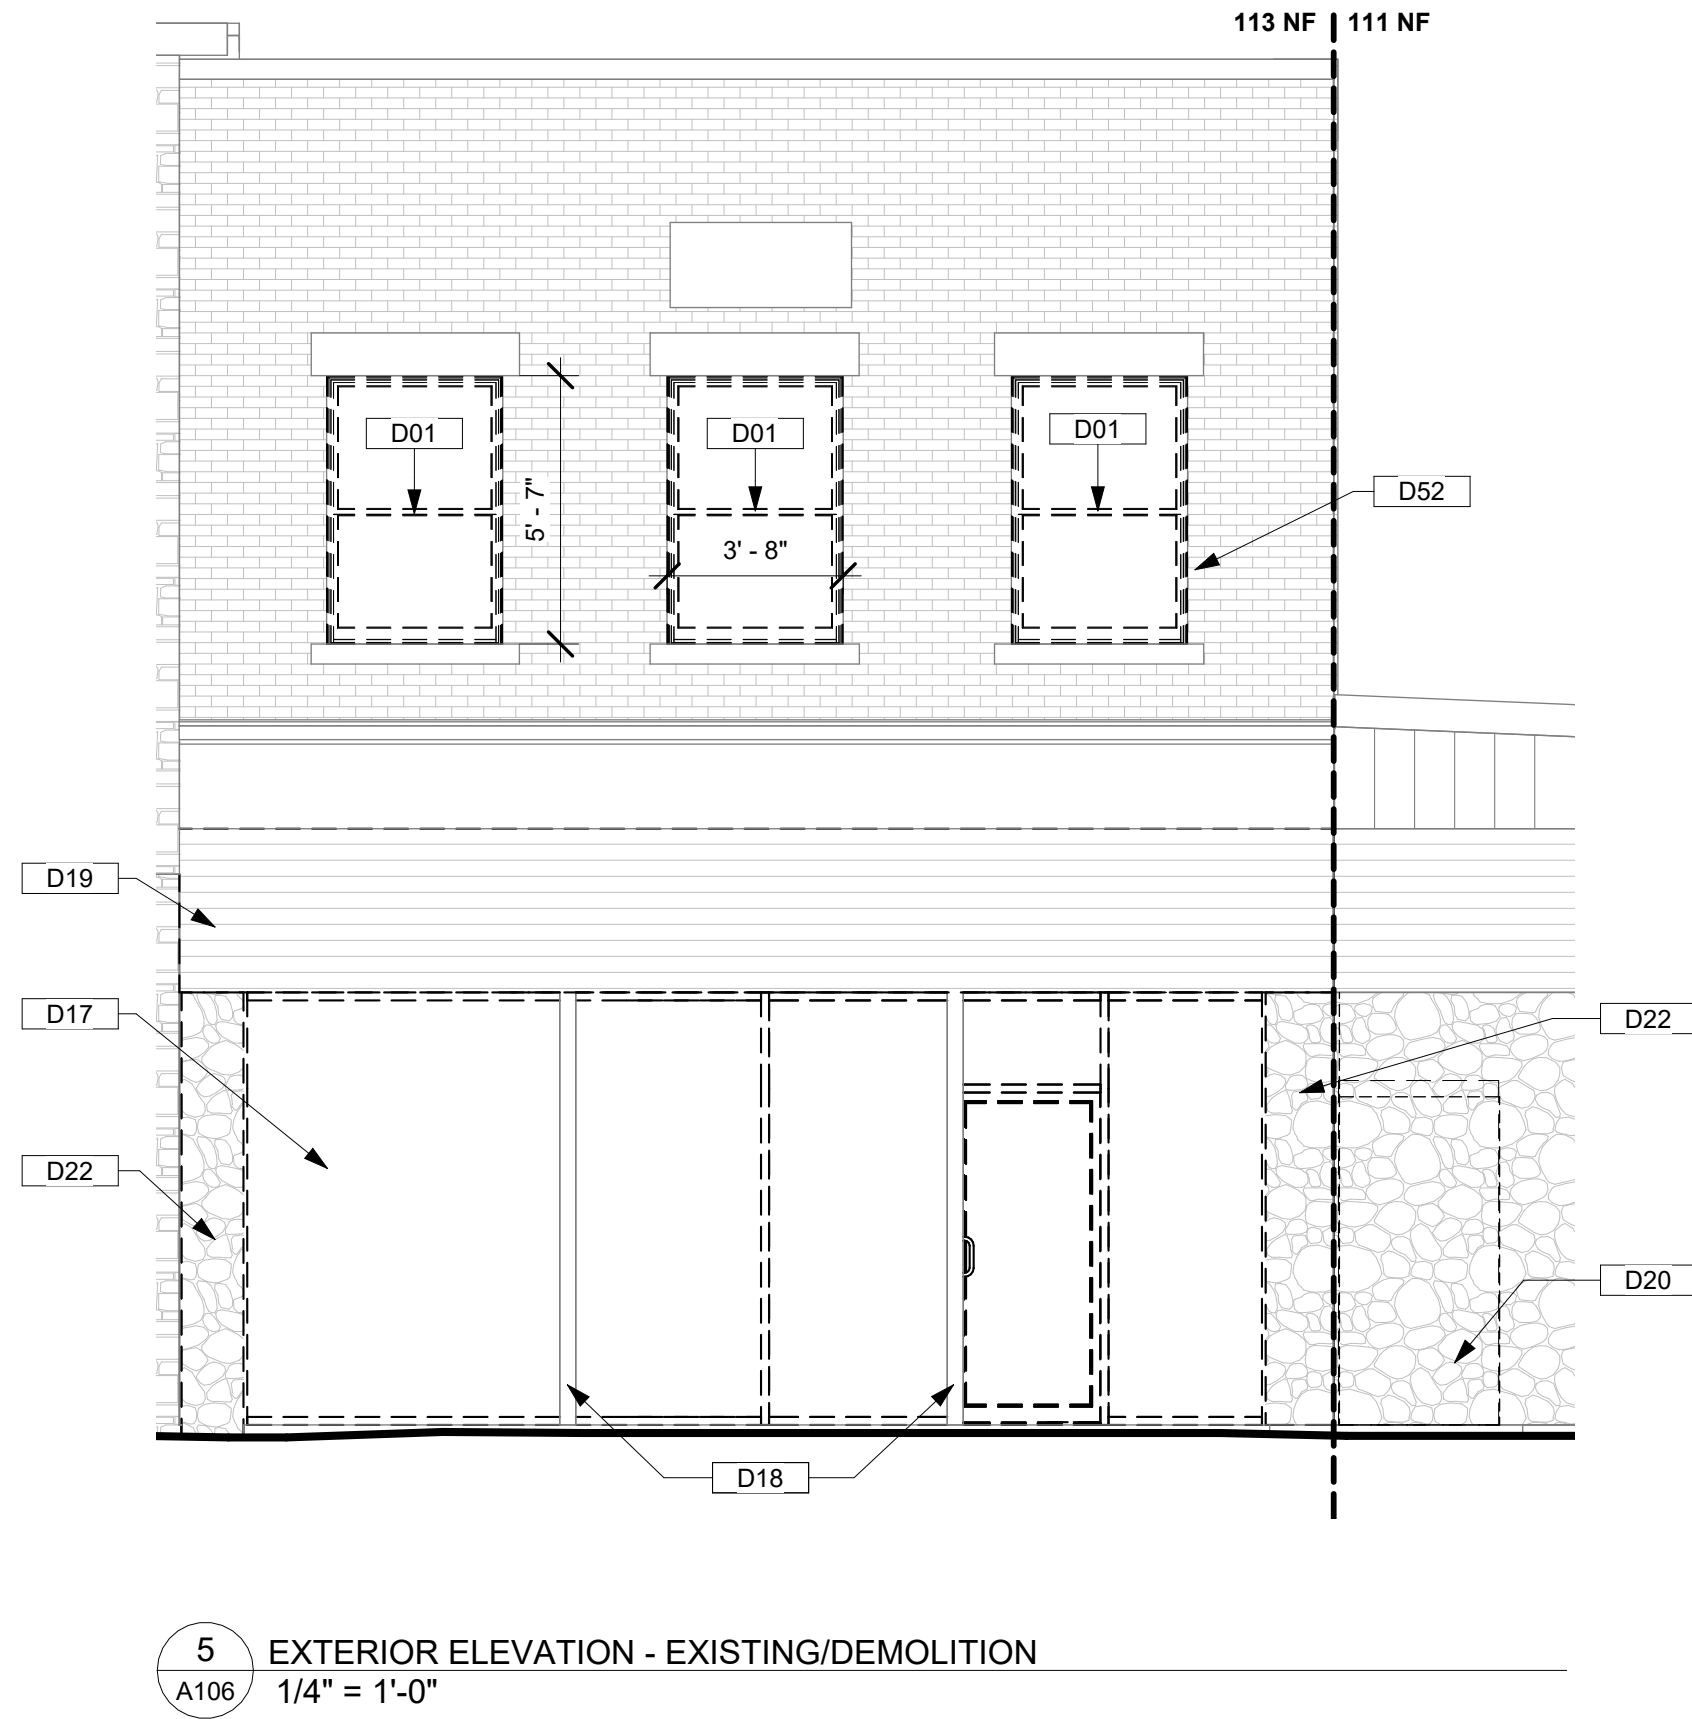 113 NF 111 NF
D01
D01
D01
D52
5' - 7"
3' - 8"
D19
D17
D22
D22
D20
D18
5
A106
EXTERIOR ELEVATION - EXISTING/DEMOLITION
1/4" = 1'-0"